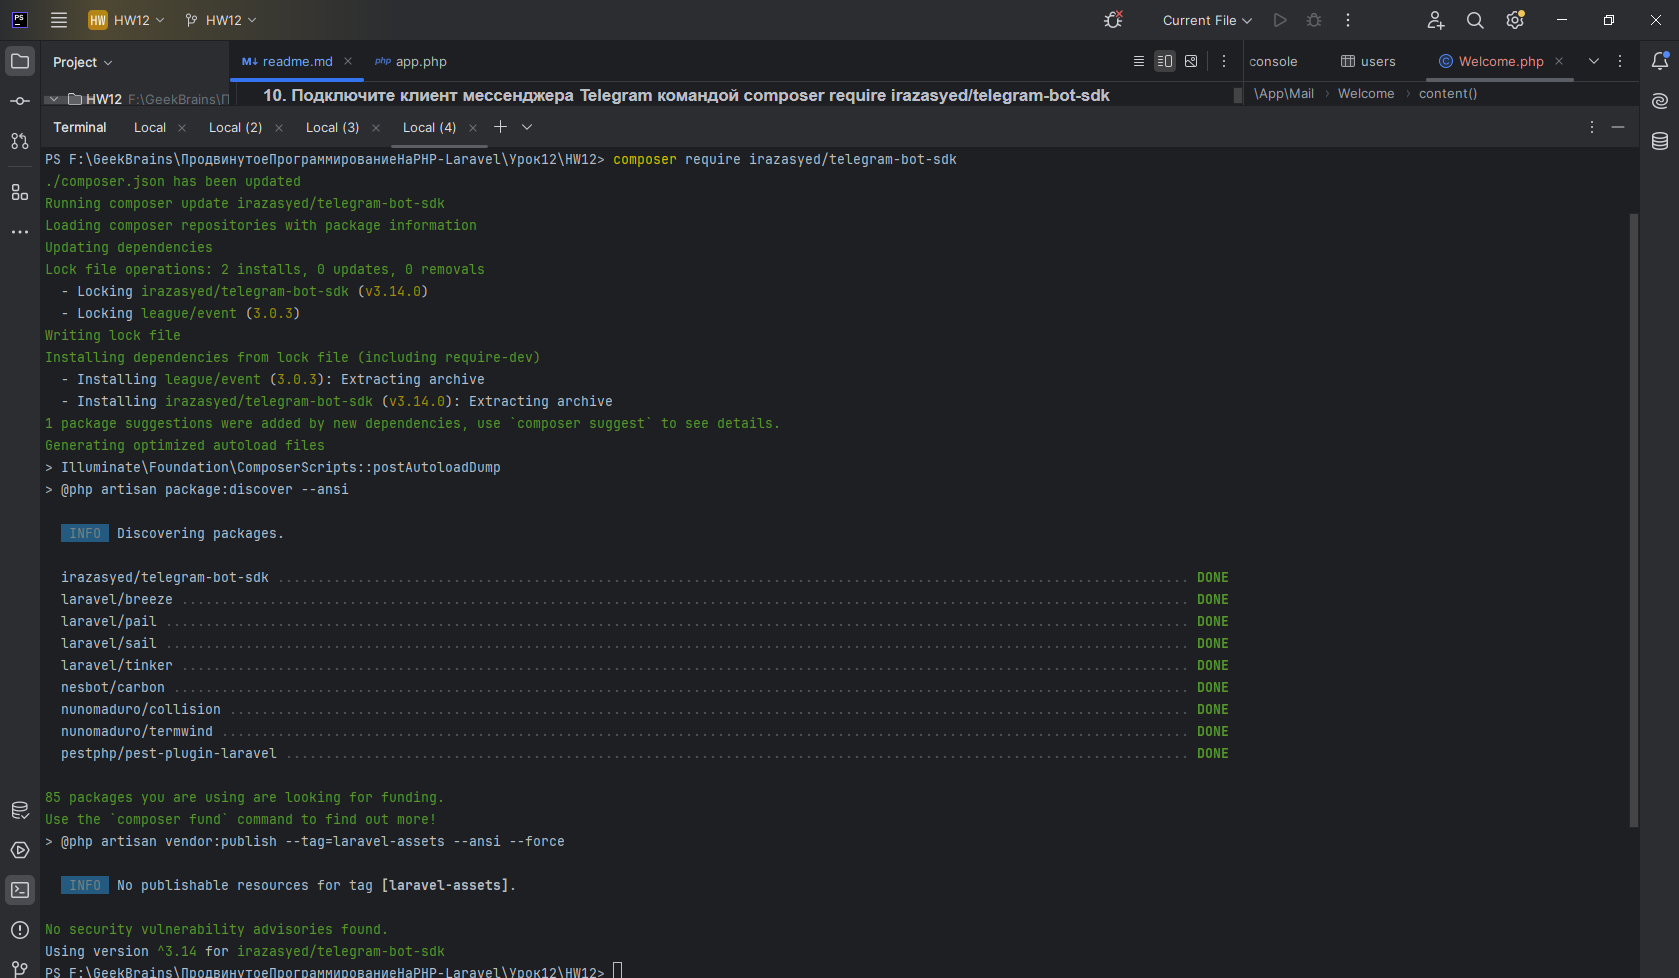 PS
HW HW12 HW12 Current File
Project readme.md php app.php console users Welcome.php
HW12 F:\GeekBrains\П 10. Подключите клиент мессенджера Telegram командой composer require irazasyed/telegram-bot-sdk \App\Mail Welcome content()
Terminal Local Local (2) Local (3) Local (4)
PS F:\GeekBrains\ПродвинутоеПрограммированиеНаPHP-Laravel\Урок12\HW12> composer require irazasyed/telegram-bot-sdk
./composer.json has been updated
Running composer update irazasyed/telegram-bot-sdk
Loading composer repositories with package information
Updating dependencies
Lock file operations: 2 installs, 0 updates, 0 removals
- Locking irazasyed/telegram-bot-sdk (v3.14.0)
- Locking league/event (3.0.3)
Writing lock file
Installing dependencies from lock file (including require-dev)
- Installing league/event (3.0.3): Extracting archive
- Installing irazasyed/telegram-bot-sdk (v3.14.0): Extracting archive
1 package suggestions were added by new dependencies, use `composer suggest` to see details.
Generating optimized autoload files
> Illuminate\Foundation\ComposerScripts::postAutoloadDump
> @php artisan package:discover --ansi
INFO Discovering packages.
irazasyed/telegram-bot-sdk ........ DONE
laravel/breeze ........ DONE
laravel/pail ........ DONE
laravel/sail ........ DONE
laravel/tinker ........ DONE
nesbot/carbon ........ DONE
nunomaduro/collision ........ DONE
nunomaduro/termwind ........ DONE
pestphp/pest-plugin-laravel ........ DONE
85 packages you are using are looking for funding.
Use the `composer fund` command to find out more!
> @php artisan vendor:publish --tag=laravel-assets --ansi --force
INFO No publishable resources for tag [laravel-assets].
No security vulnerability advisories found.
Using version ^3.14 for irazasyed/telegram-bot-sdk
PS F:\GeekBrains\ПродвинутоеПрограммированиеНаPHP-Laravel\Урок12\HW12>